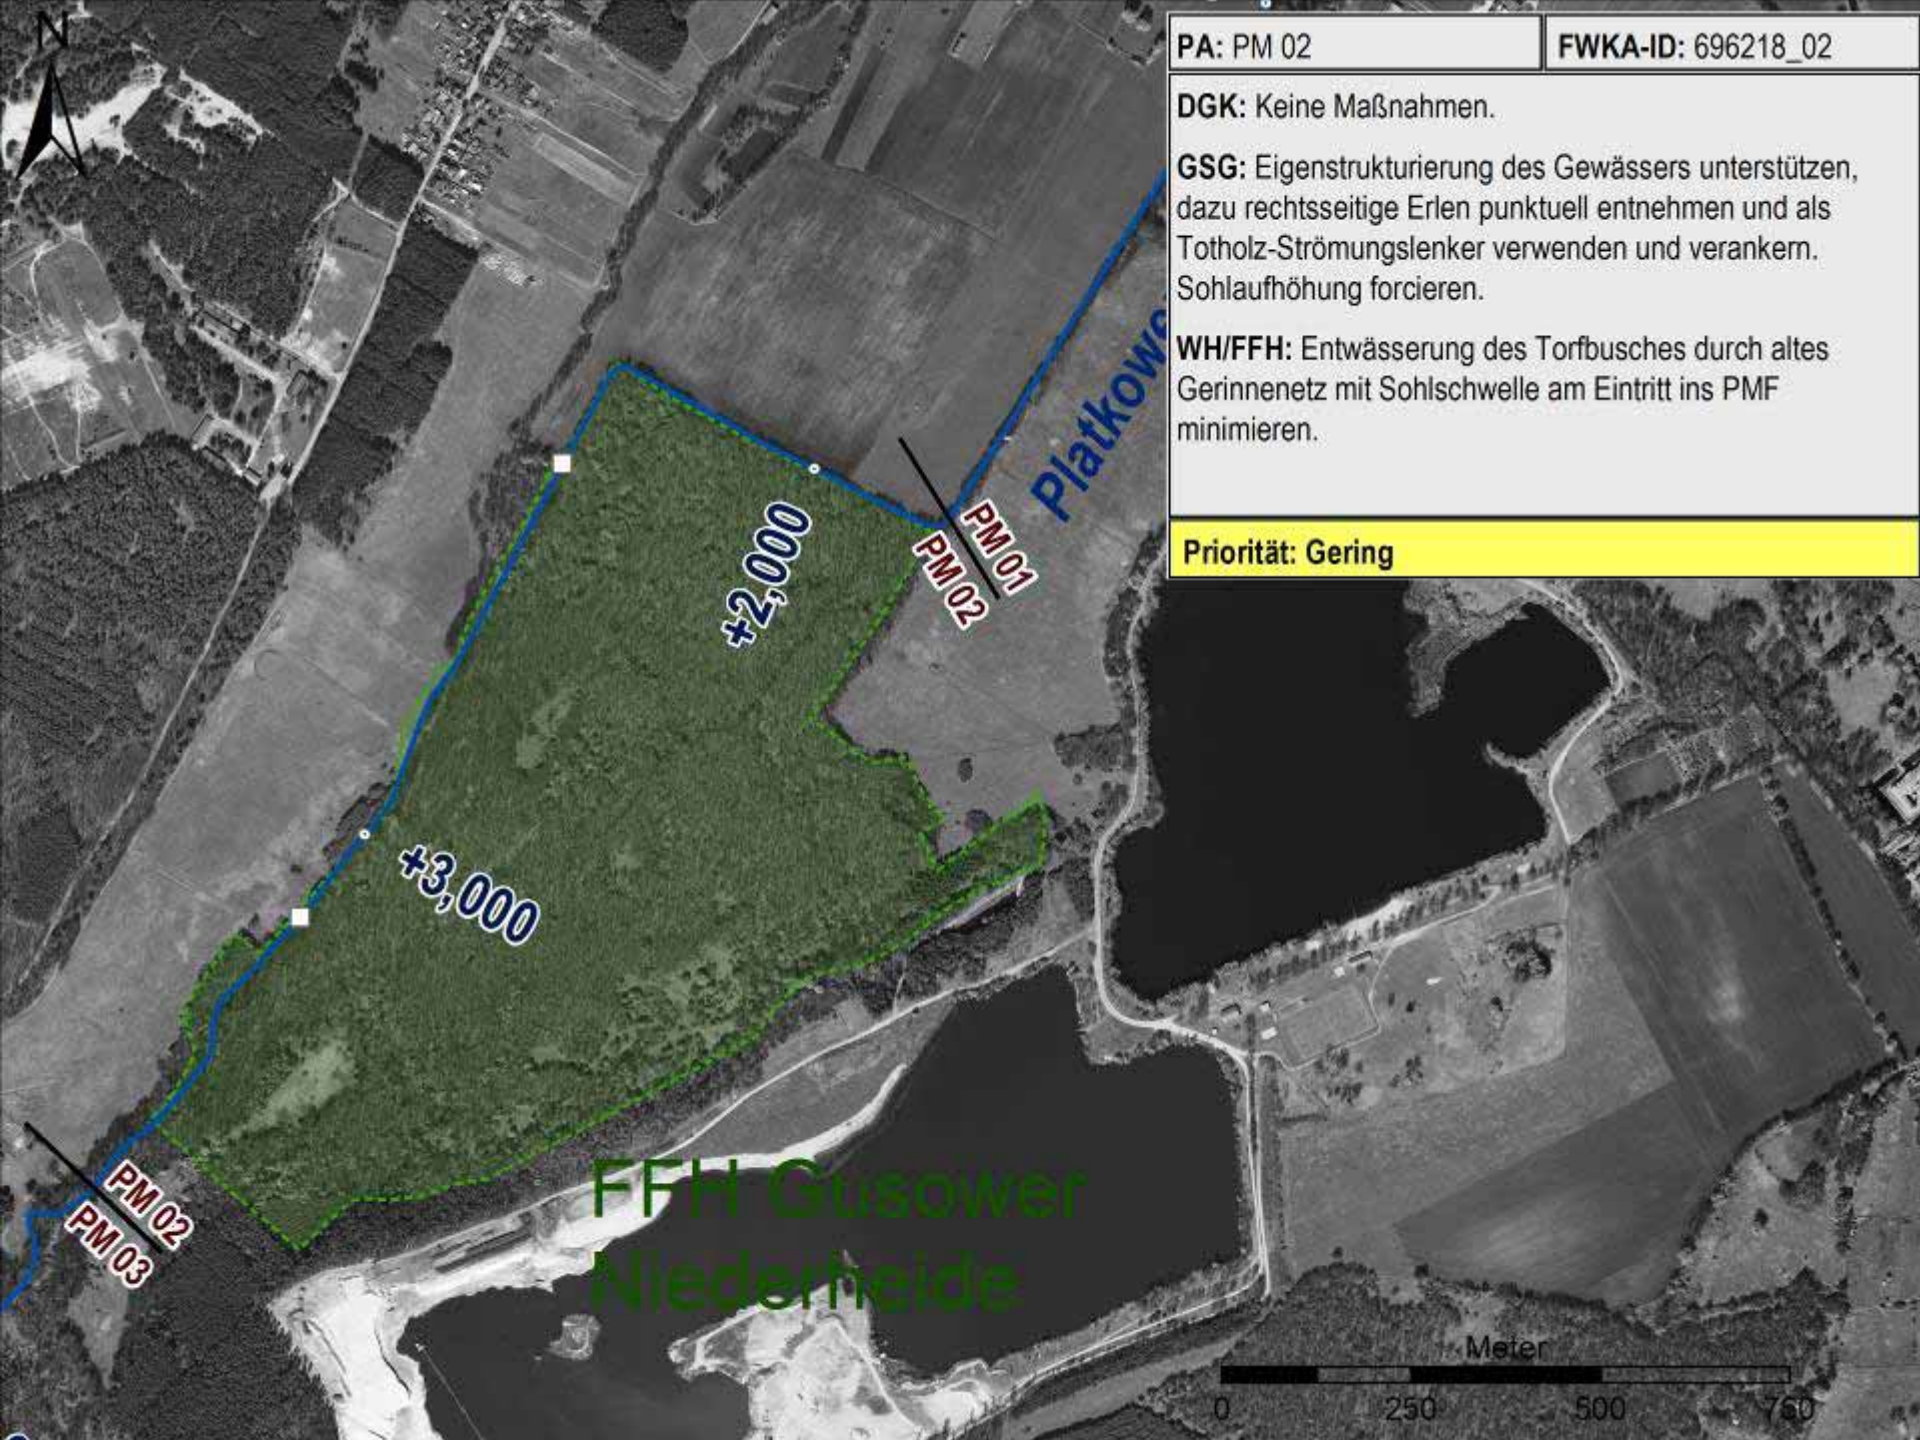 N
PA: PM 02
FWKA-ID: 696218_02
DGK: Keine Maßnahmen.
GSG: Eigenstrukturierung des Gewässers unterstützen,
dazu rechtsseitige Erlen punktuell entnehmen und als
Totholz-Strömungslenker verwenden und verankern.
Sohlaufhöhung forcieren.
WH/FFH: Entwässerung des Torfbusches durch altes
Gerinnenetz mit Sohlschwelle am Eintritt ins PMF
minimieren.
Priorität: Gering
Platkowe
PM 01
PM 02
+2,000
+3,000
PM 02
PM 03
FFH Gusower
Niederheide
Meter
0 250 500 750